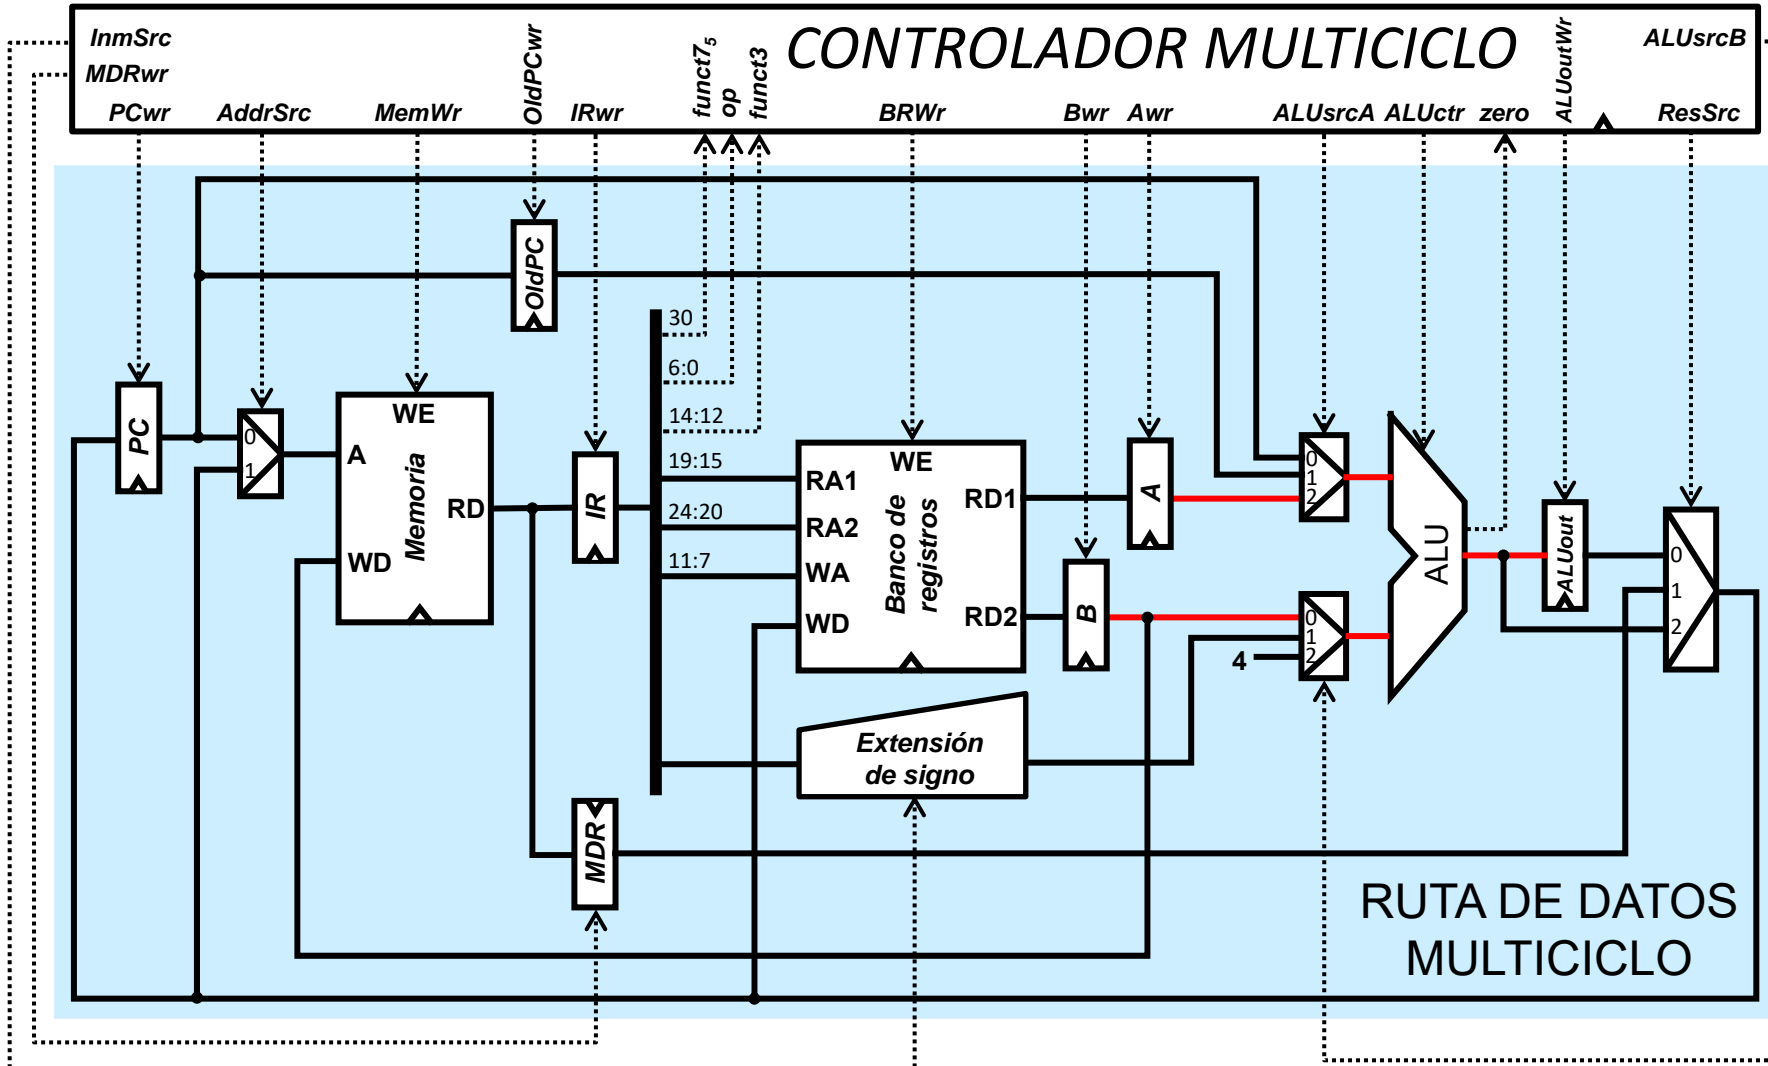 CONTROLADOR MULTICICLO
InmSrc
MDRwr
PCwr
AddrSrc
MemWr
OldPCwr
IRwr
funct7₅
op
funct3
BRWr
Bwr
Awr
ALUsrcA
ALUctr
zero
ALUoutWr
ALUsrcB
ResSrc
OldPC
30
6:0
14:12
19:15
24:20
11:7
PC
0
1
WE
A
Memoria
RD
WD
IR
WE
RA1
RA2
WA
WD
Banco de
registros
RD1
RD2
A
B
0
1
2
0
1
2
4
ALU
ALUout
0
1
2
Extensión
de signo
MDR
RUTA DE DATOS
MULTICICLO